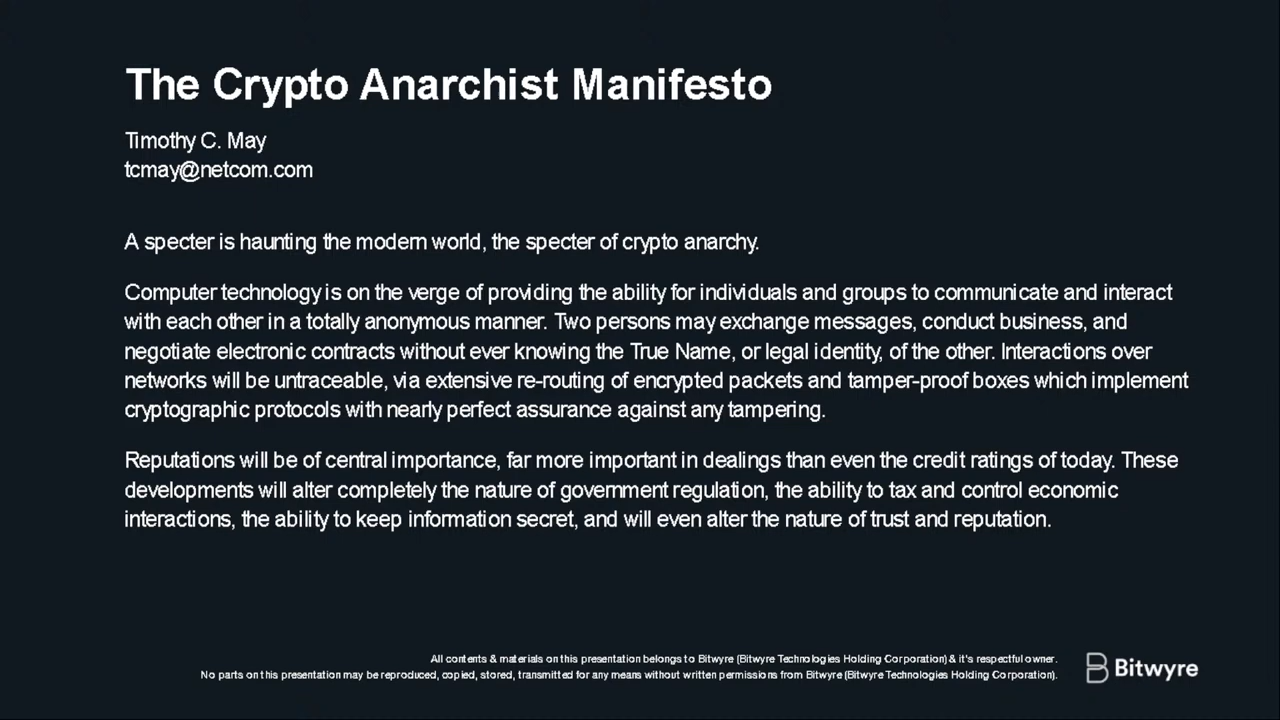 The Crypto Anarchist Manifesto
Timothy C. May
tcmay@netcom.com
A specter is haunting the modern world, the specter of crypto anarchy.
Computer technology is on the verge of providing the ability for individuals and groups to communicate and interact
with each other in a totally anonymous manner. Two persons may exchange messages, conduct business, and
negotiate electronic contracts without ever knowing the True Name, or legal identity, of the other. Interactions over
networks will be untraceable, via extensive re-routing of encrypted packets and tamper-proof boxes which implement
cryptographic protocols with nearly perfect assurance against any tampering.
Reputations will be of central importance, far more important in dealings than even the credit ratings of today. These
developments will alter completely the nature of government regulation, the ability to tax and control economic
interactions, the ability to keep information secret, and will even alter the nature of trust and reputation.
All contents & materials on this presentation belongs to Bitwyre (Bitwyre Technologies Holding Corporation) & it's respectful owner.
No parts on this presentation may be reproduced, copied, stored, transmitted for any means without written permissions from Bitwyre (Bitwyre Technologies Holding Corporation).
Bitwyre